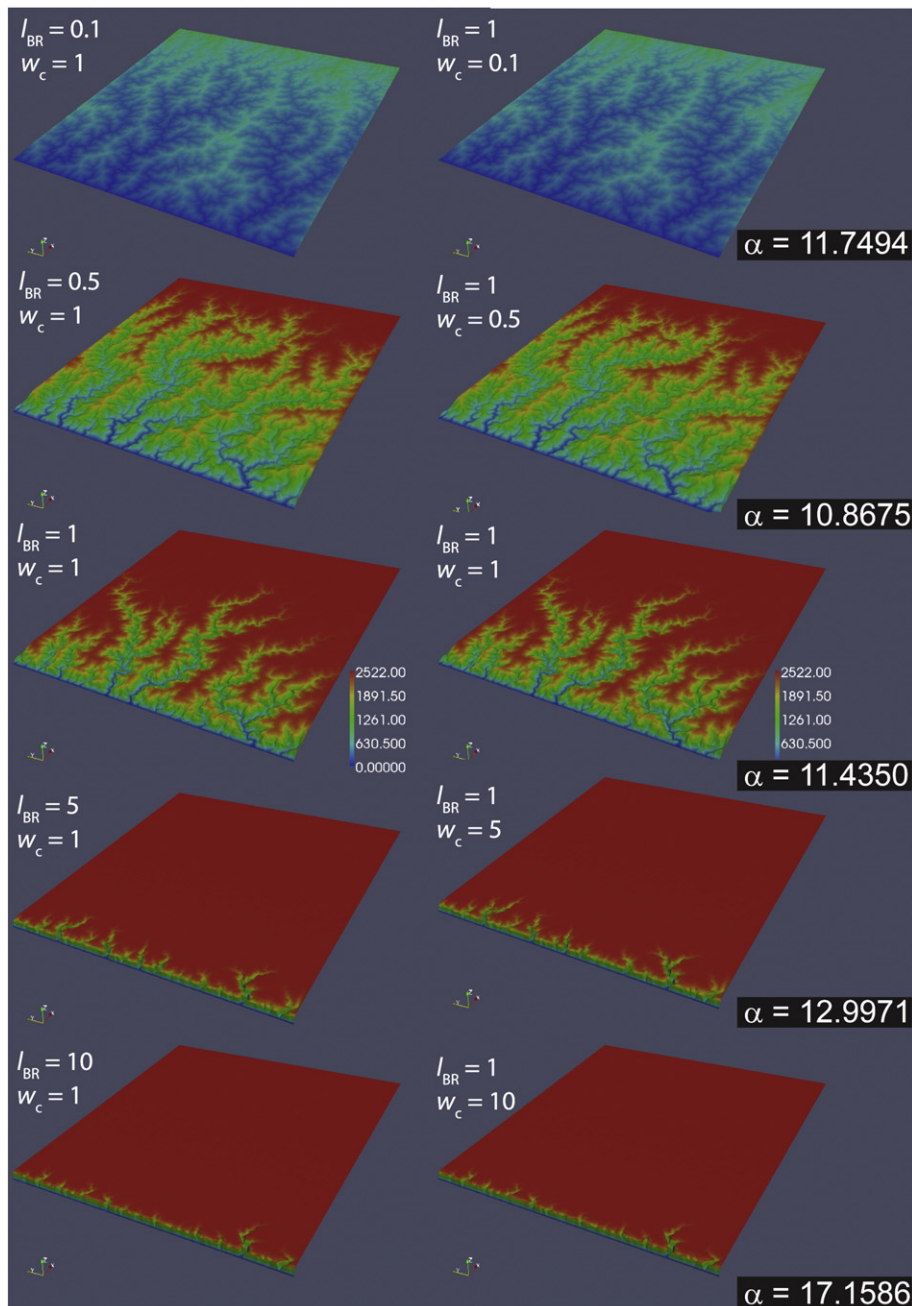 l_BR = 0.1
w_c = 1
l_BR = 1
w_c = 0.1
α = 11.7494
l_BR = 0.5
w_c = 1
l_BR = 1
w_c = 0.5
α = 10.8675
l_BR = 1
w_c = 1
2522.00
1891.50
1261.00
630.500
0.00000
l_BR = 1
w_c = 1
2522.00
1891.50
1261.00
630.500
α = 11.4350
l_BR = 5
w_c = 1
l_BR = 1
w_c = 5
α = 12.9971
l_BR = 10
w_c = 1
l_BR = 1
w_c = 10
α = 17.1586